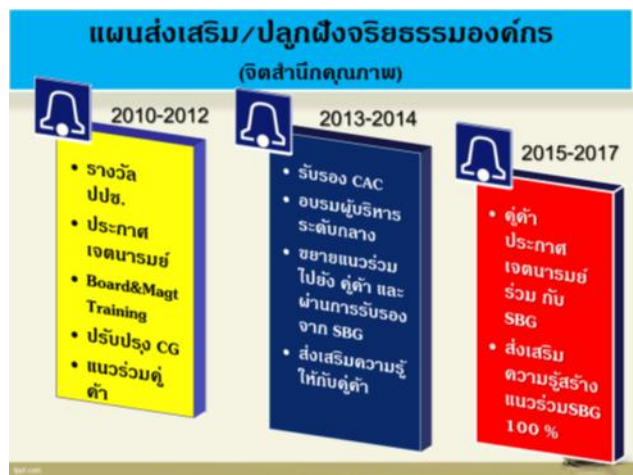 แผนส่งเสริม/ปลูกฝังจริยธรรมองค์กร
(จิตสำนึกคุณภาพ)
2010-2012
• รางวัล
ปปช.
• ประกาศ
เจตนารมย์
• Board&Magt
Training
• ปรับปรุง CG
• แนวร่วมคู่
ค้า
2013-2014
• รับรอง CAC
• อบรมผู้บริหาร
ระดับกลาง
• ขยายแนวร่วม
ไปยัง คู่ค้า และ
ผ่านการรับรอง
จาก SBG
• ส่งเสริมความรู้
ให้กับคู่ค้า
2015-2017
• คู่ค้า
ประกาศ
เจตนารมย์
ร่วม กับ
SBG
• ส่งเสริม
ความรู้สร้าง
แนวร่วมSBG
100 %